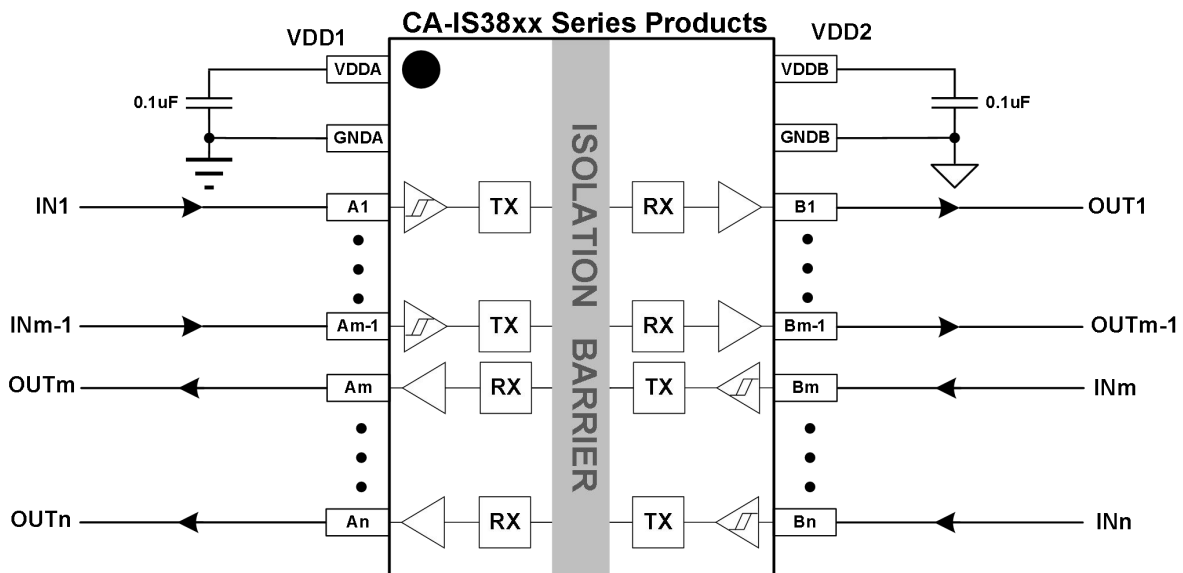 CA-IS38xx Series Products
VDD1
VDD2
VDDA
VDDB
0.1uF
0.1uF
GNDA
GNDB
ISOLATION BARRIER
IN1
A1
TX
RX
B1
OUT1
INm-1
Am-1
TX
RX
Bm-1
OUTm-1
OUTm
Am
RX
TX
Bm
INm
OUTn
An
RX
TX
Bn
INn